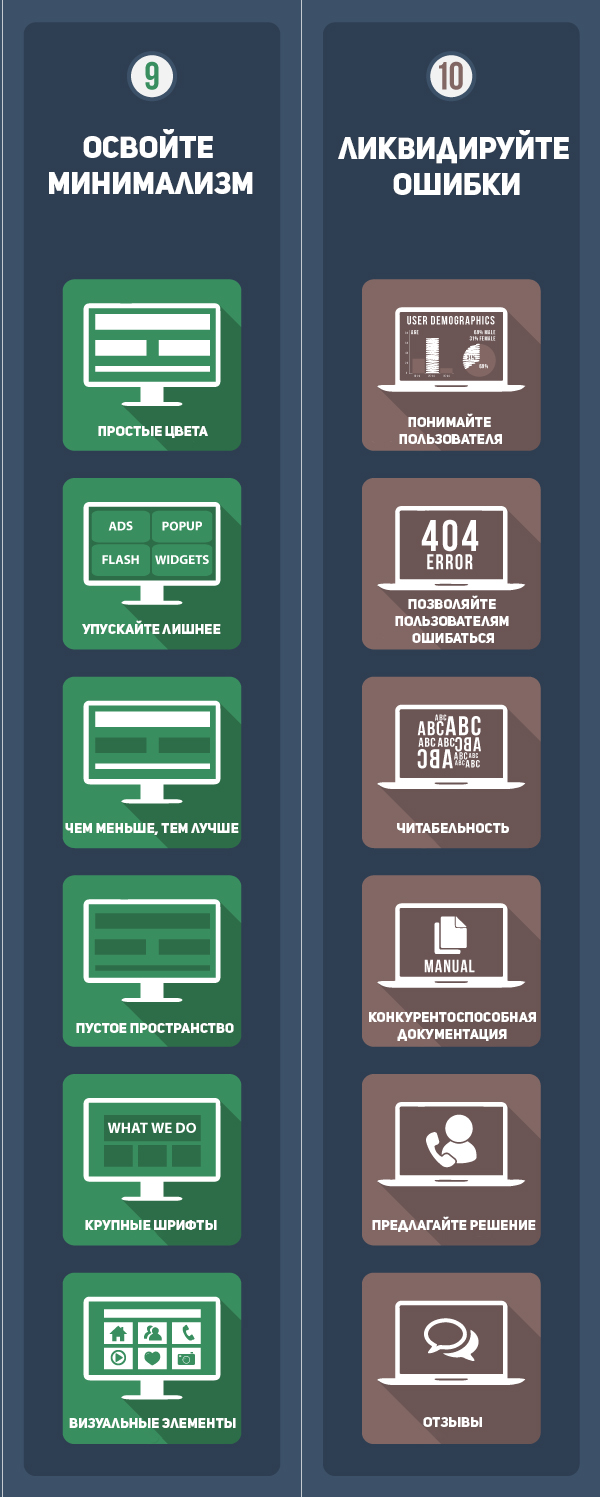 9
ОСВОЙТЕ
МИНИМАЛИЗМ
ПРОСТЫЕ ЦВЕТА
ADS
POPUP
FLASH
WIDGETS
УПУСКАЙТЕ ЛИШНЕЕ
ЧЕМ МЕНЬШЕ, ТЕМ ЛУЧШЕ
ПУСТОЕ ПРОСТРАНСТВО
WHAT WE DO
КРУПНЫЕ ШРИФТЫ
ВИЗУАЛЬНЫЕ ЭЛЕМЕНТЫ
10
ЛИКВИДИРУЙТЕ
ОШИБКИ
USER DEMOGRAPHICS
AGE
69% MALE
31% FEMALE
31%
69%
ПОНИМАЙТЕ
ПОЛЬЗОВАТЕЛЯ
404
ERROR
ПОЗВОЛЯЙТЕ
ПОЛЬЗОВАТЕЛЯМ
ОШИБАТЬСЯ
ABC
ABC ABC
ABC ABC ABC
ABC ABC
ABC ABC
ABC
ЧИТАБЕЛЬНОСТЬ
MANUAL
КОНКУРЕНТОСПОСОБНАЯ
ДОКУМЕНТАЦИЯ
ПРЕДЛАГАЙТЕ РЕШЕНИЕ
ОТЗЫВЫ